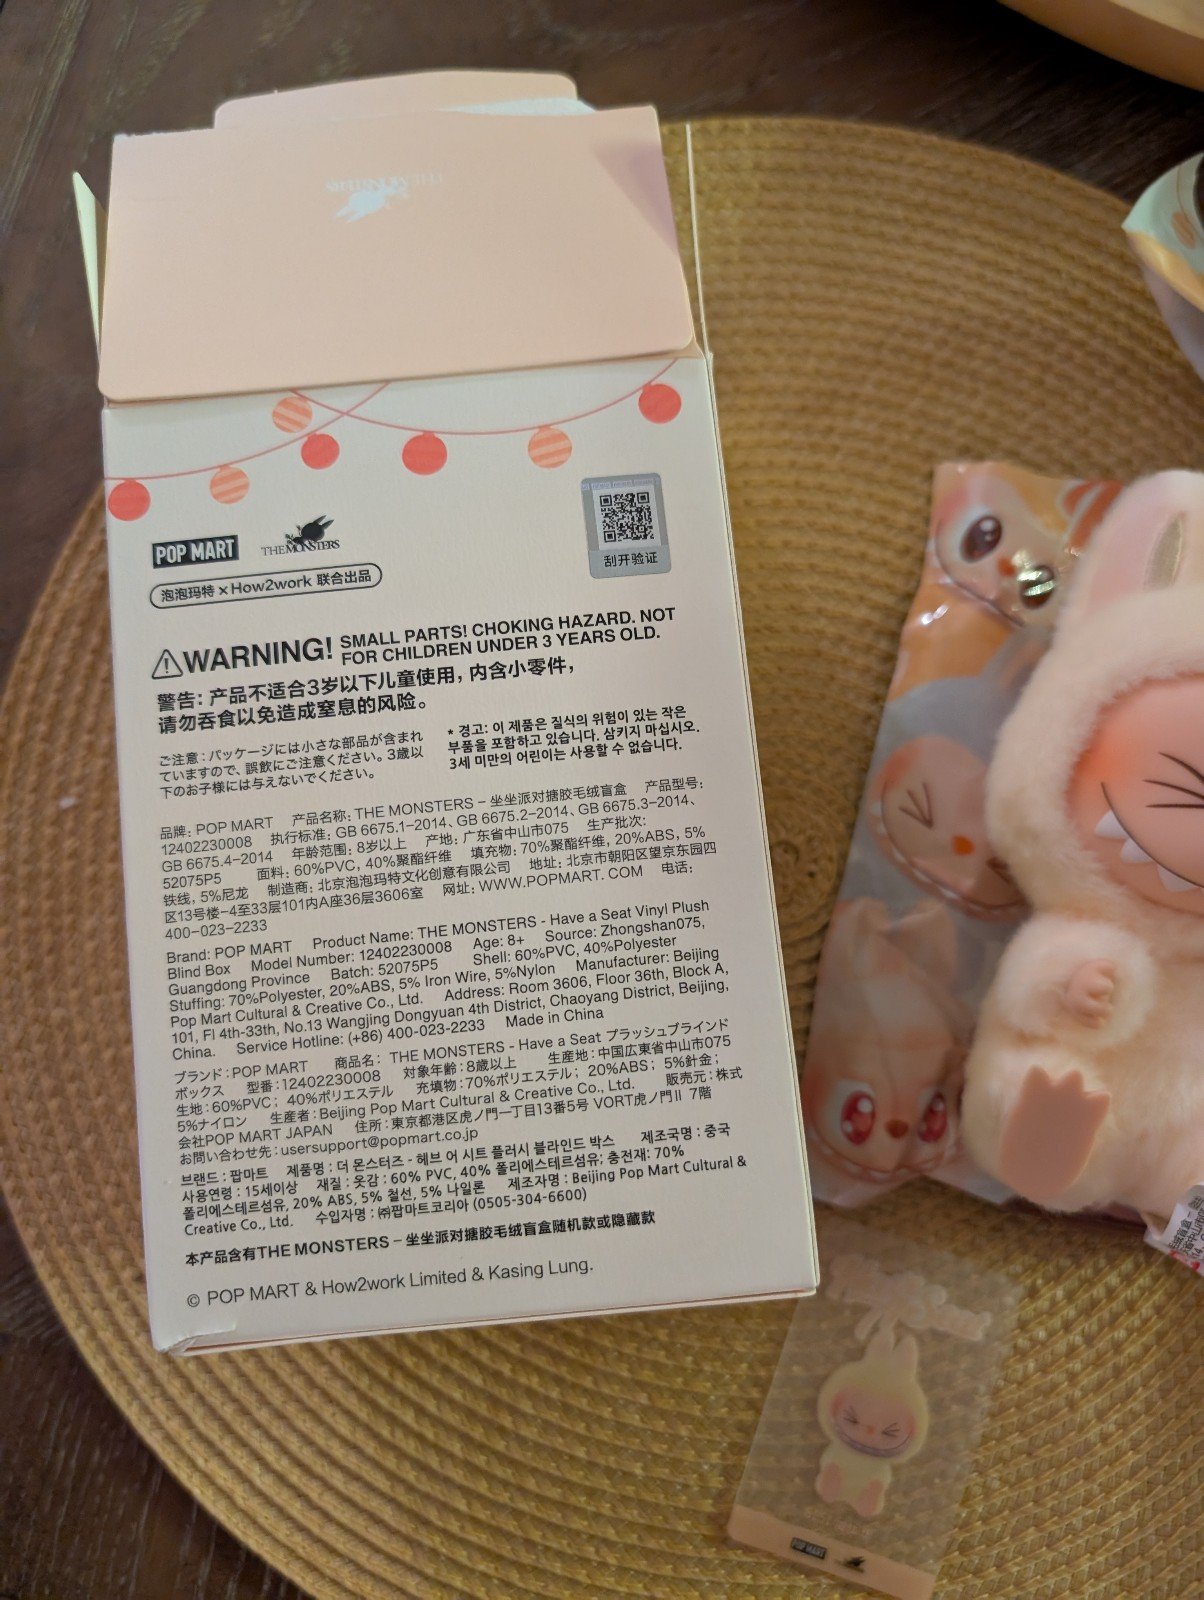 THE MONSTERS
POP MART THE MONSTERS
泡泡玛特 × How2work 联合出品
刮开验证
WARNING! SMALL PARTS! CHOKING HAZARD. NOT
FOR CHILDREN UNDER 3 YEARS OLD.
警告: 产品不适合3岁以下儿童使用, 内含小零件,
请勿吞食以免造成窒息的风险。
ご注意 : パッケージには小さな部品が含まれ
ていますので、誤飲にご注意ください。3歳以
下のお子様には与えないでください。
* 경고: 이 제품은 질식의 위험이 있는 작은
부품을 포함하고 있습니다. 삼키지 마십시오.
3세 미만의 어린이는 사용할 수 없습니다.
品牌: POP MART 产品名称: THE MONSTERS – 坐坐派对搪胶毛绒盲盒 产品型号:
12402230008 执行标准: GB 6675.1–2014、GB 6675.2–2014、GB 6675.3–2014、
GB 6675.4–2014 年龄范围: 8岁以上 产地: 广东省中山市075 生产批次:
52075P5 面料: 60%PVC, 40%聚酯纤维 填充物: 70%聚酯纤维, 20%ABS, 5%
铁线, 5%尼龙 制造商: 北京泡泡玛特文化创意有限公司 地址: 北京市朝阳区望京东园四
区13号楼–4至33层101内A座36层3606室 网址: WWW.POPMART.COM 电话:
400–023–2233
Brand: POP MART Product Name: THE MONSTERS - Have a Seat Vinyl Plush
Blind Box Model Number: 12402230008 Age: 8+ Source: Zhongshan075,
Guangdong Province Batch: 52075P5 Shell: 60%PVC, 40%Polyester
Stuffing: 70%Polyester, 20%ABS, 5% Iron Wire, 5%Nylon Manufacturer: Beijing
Pop Mart Cultural & Creative Co., Ltd. Address: Room 3606, Floor 36th, Block A,
101, Fl 4th-33th, No.13 Wangjing Dongyuan 4th District, Chaoyang District, Beijing,
China. Service Hotline: (+86) 400-023-2233 Made in China
ブランド : POP MART 商品名 : THE MONSTERS - Have a Seat プラッシュブラインド
ボックス 型番 : 12402230008 対象年齢 : 8歳以上 生産地 : 中国広東省中山市075
生地 : 60%PVC ; 40%ポリエステル 充填物 : 70%ポリエステル ; 20%ABS ; 5%針金 ;
5%ナイロン 生産者 : Beijing Pop Mart Cultural & Creative Co., Ltd. 販売元 : 株式
会社POP MART JAPAN 住所 : 東京都港区虎ノ門一丁目13番5号 VORT虎ノ門II 7階
お問い合わせ先 : usersupport@popmart.co.jp
브랜드 : 팝마트 제품명 : 더 몬스터즈 - 헤브 어 시트 플러시 블라인드 박스 제조국명 : 중국
사용연령 : 15세이상 재질 : 옷감 : 60% PVC, 40% 폴리에스테르섬유; 충전재: 70%
폴리에스테르섬유, 20% ABS, 5% 철선, 5% 나일론 제조자명 : Beijing Pop Mart Cultural &
Creative Co., Ltd. 수입자명 : ㈜팝마트코리아 (0505-304-6600)
本产品含有THE MONSTERS – 坐坐派对搪胶毛绒盲盒随机款或隐藏款
© POP MART & How2work Limited & Kasing Lung.
POP MART